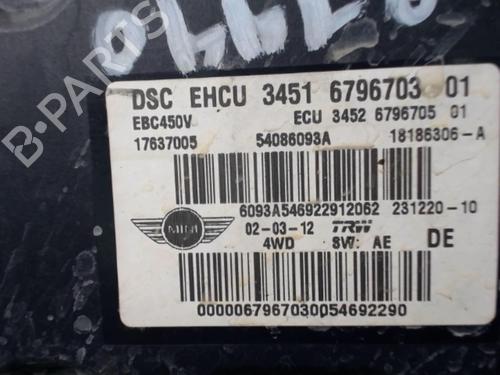 B-PARTS
DSC EHCU 3451 6796703 01
EBC450V ECU 3452 6796705 01
17637005 54086093A 18186306-A
6093A546922912062 231220-10
MINI 02-03-12 TRW
4WD SW: AE DE
0000067967030054692290